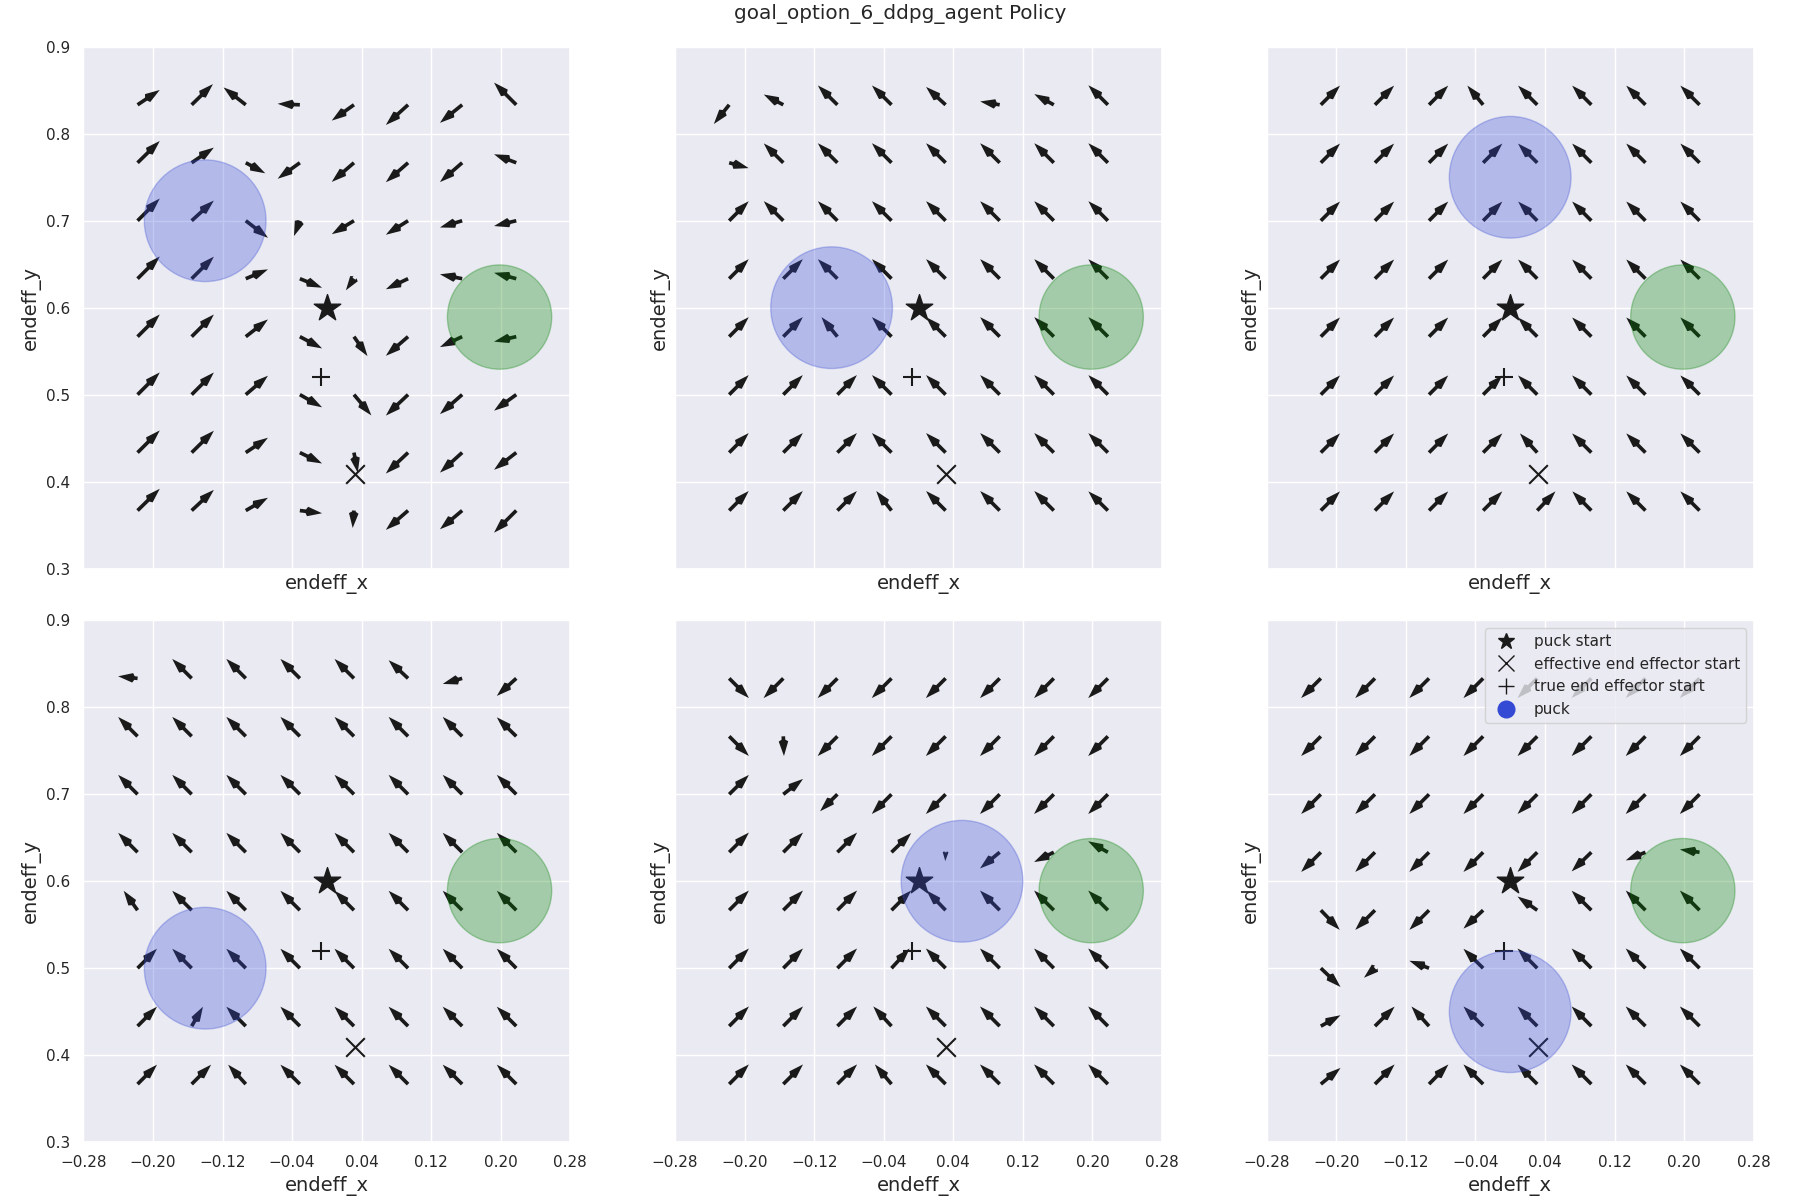 goal_option_6_ddpg_agent Policy
0.9
0.8
0.7
0.6
0.5
0.4
0.3
endeff_y
endeff_x
endeff_y
endeff_x
endeff_y
endeff_x
0.9
0.8
0.7
0.6
0.5
0.4
0.3
endeff_y
−0.28 −0.20 −0.12 −0.04 0.04 0.12 0.20 0.28
endeff_x
endeff_y
−0.28 −0.20 −0.12 −0.04 0.04 0.12 0.20 0.28
endeff_x
puck start
effective end effector start
true end effector start
puck
endeff_y
−0.28 −0.20 −0.12 −0.04 0.04 0.12 0.20 0.28
endeff_x